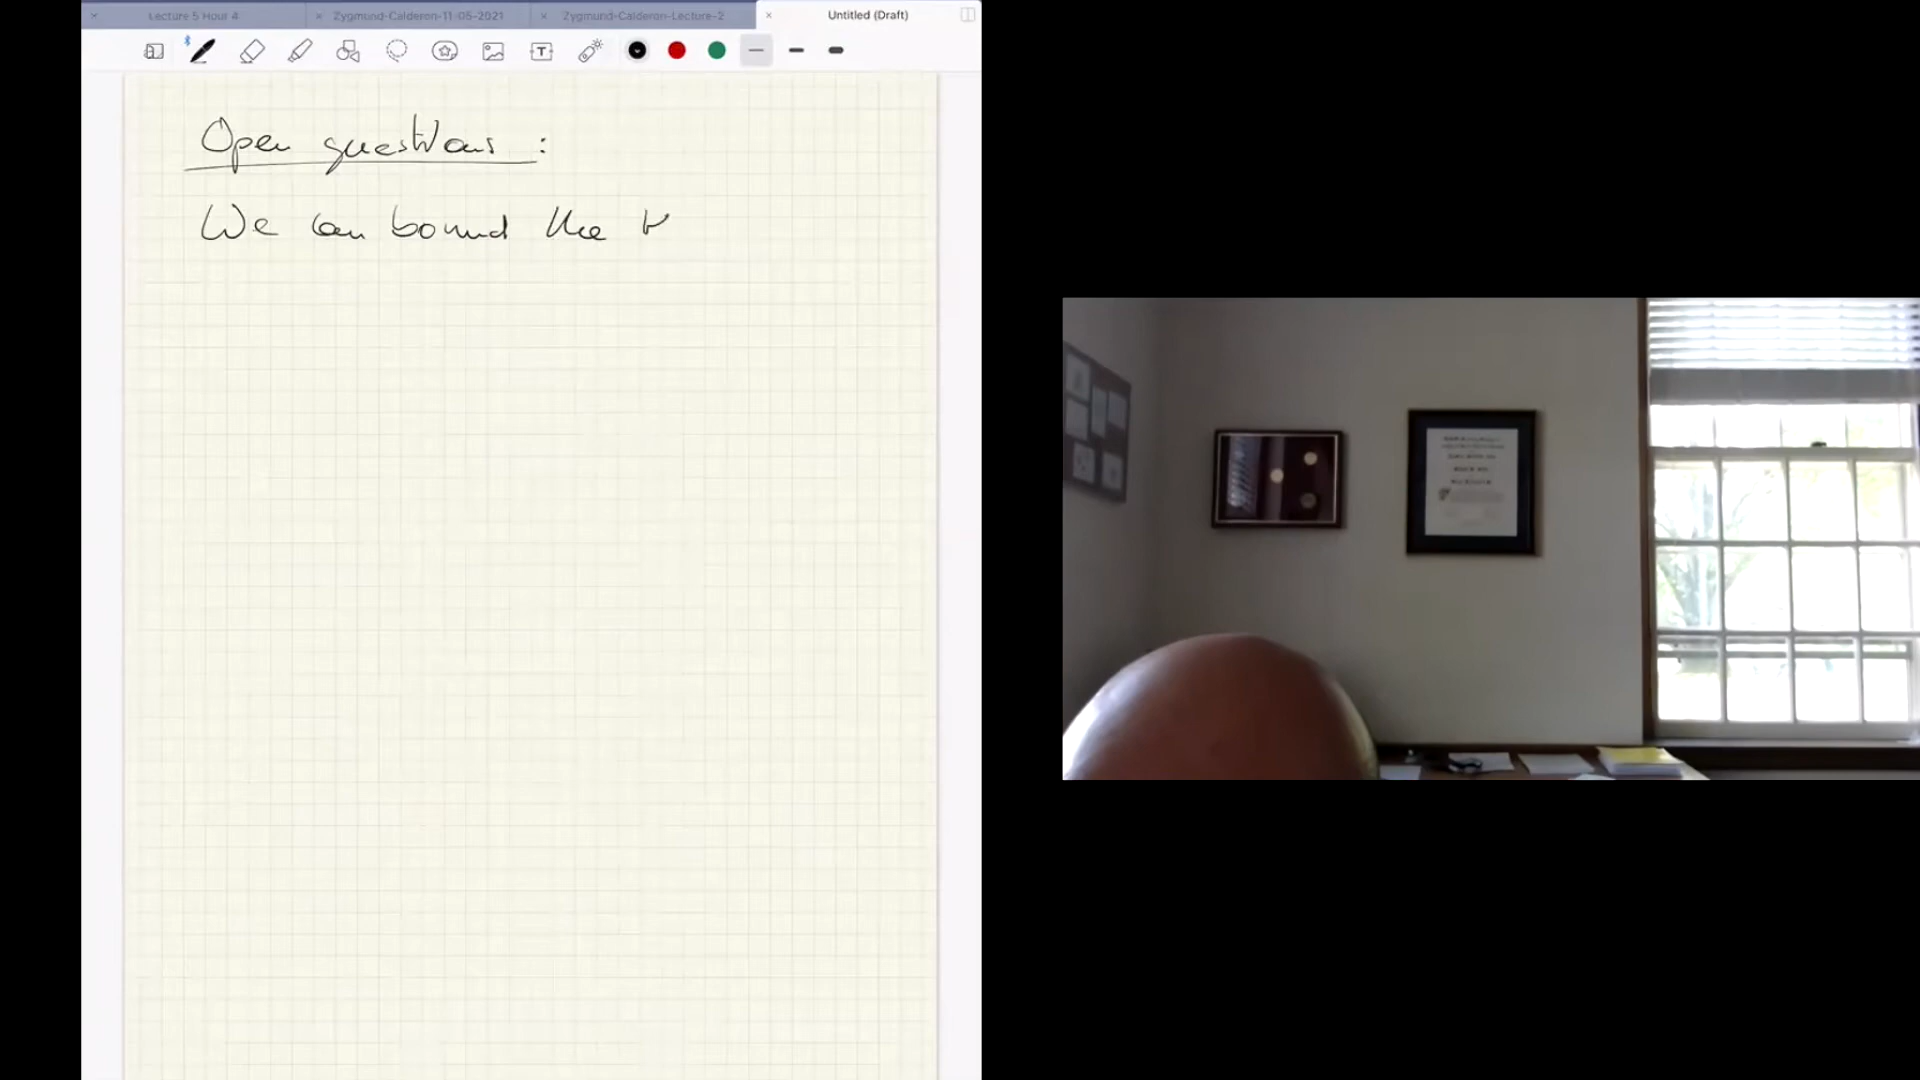 Lecture 5 Hour 4
Zygmund-Calderon-11-05-2021
Zygmund-Calderon-Lecture-2
Untitled (Draft)
T
Open questions :
We can bound the